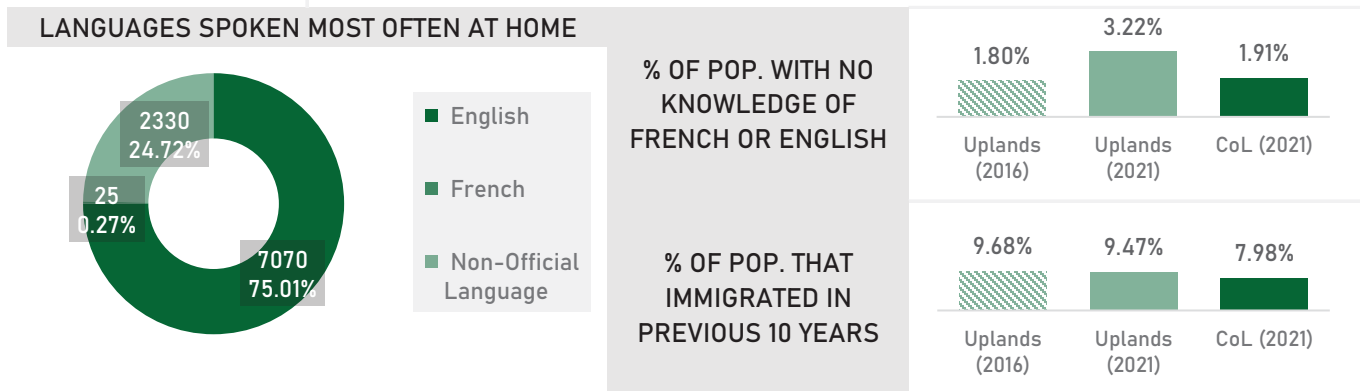 LANGUAGES SPOKEN MOST OFTEN AT HOME
2330
24.72%
25
0.27%
7070
75.01%
English
French
Non-Official
Language
% OF POP. WITH NO
KNOWLEDGE OF
FRENCH OR ENGLISH
1.80%
3.22%
1.91%
Uplands
(2016)
Uplands
(2021)
CoL (2021)
% OF POP. THAT
IMMIGRATED IN
PREVIOUS 10 YEARS
9.68%
9.47%
7.98%
Uplands
(2016)
Uplands
(2021)
CoL (2021)